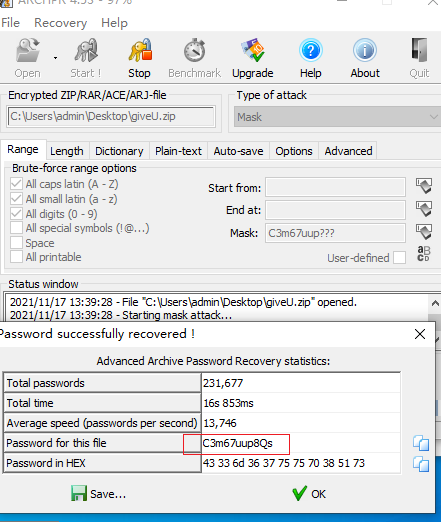 ARCHPR 4.53 - 97%
File Recovery Help
Open Start ! Stop Benchmark Upgrade Help About Quit
Encrypted ZIP/RAR/ACE/ARJ-file
Type of attack
C:\Users\admin\Desktop\giveU.zip
Mask
Range Length Dictionary Plain-text Auto-save Options Advanced
Brute-force range options
All caps latin (A - Z)
All small latin (a - z)
All digits (0 - 9)
All special symbols (!@...)
Space
All printable
Start from:
End at:
Mask: C3m67uup???
User-defined
Status window
2021/11/17 13:39:28 - File "C:\Users\admin\Desktop\giveU.zip" opened.
2021/11/17 13:39:28 - Starting mask attack...
Password successfully recovered !
Advanced Archive Password Recovery statistics:
Total passwords 231,677
Total time 16s 853ms
Average speed (passwords per second) 13,746
Password for this file C3m67uup8Qs
Password in HEX 43 33 6d 36 37 75 75 70 38 51 73
Save... OK